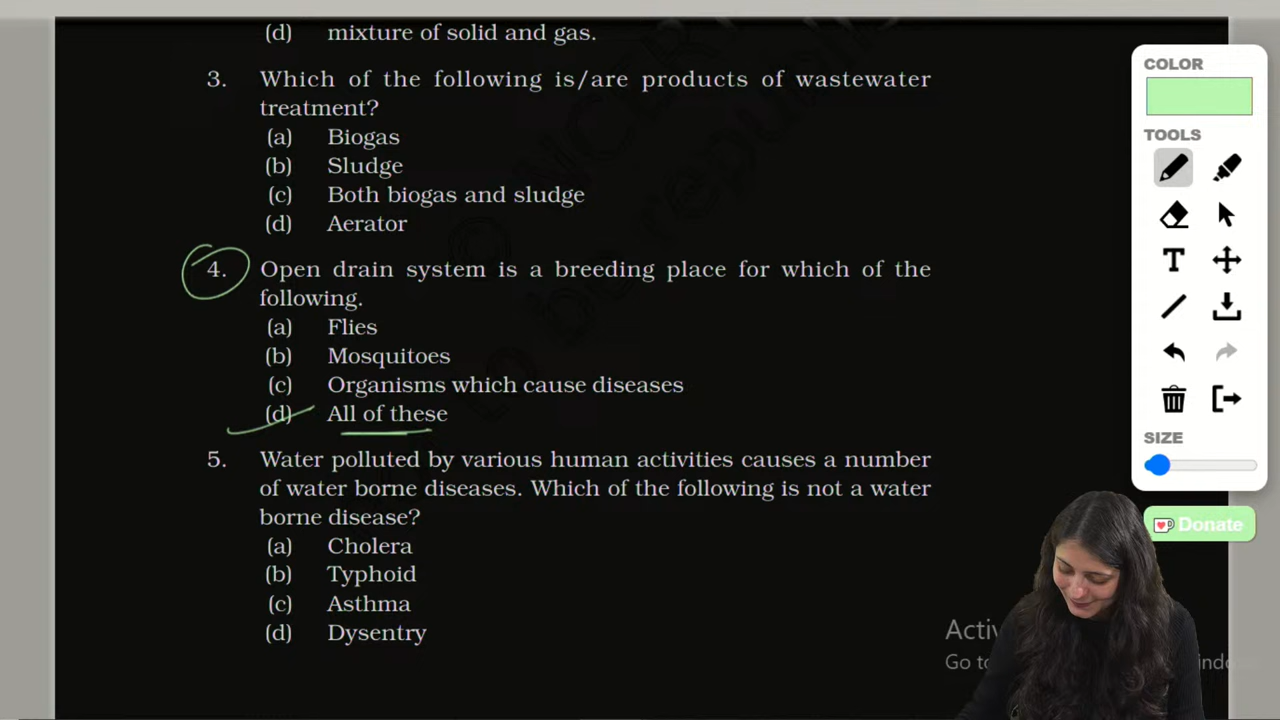 (d) mixture of solid and gas.
3. Which of the following is/are products of wastewater
treatment?
(a) Biogas
(b) Sludge
(c) Both biogas and sludge
(d) Aerator
4. Open drain system is a breeding place for which of the
following.
(a) Flies
(b) Mosquitoes
(c) Organisms which cause diseases
(d) All of these
5. Water polluted by various human activities causes a number
of water borne diseases. Which of the following is not a water
borne disease?
(a) Cholera
(b) Typhoid
(c) Asthma
(d) Dysentry
COLOR
TOOLS
T
SIZE
Donate
Activ
Go to